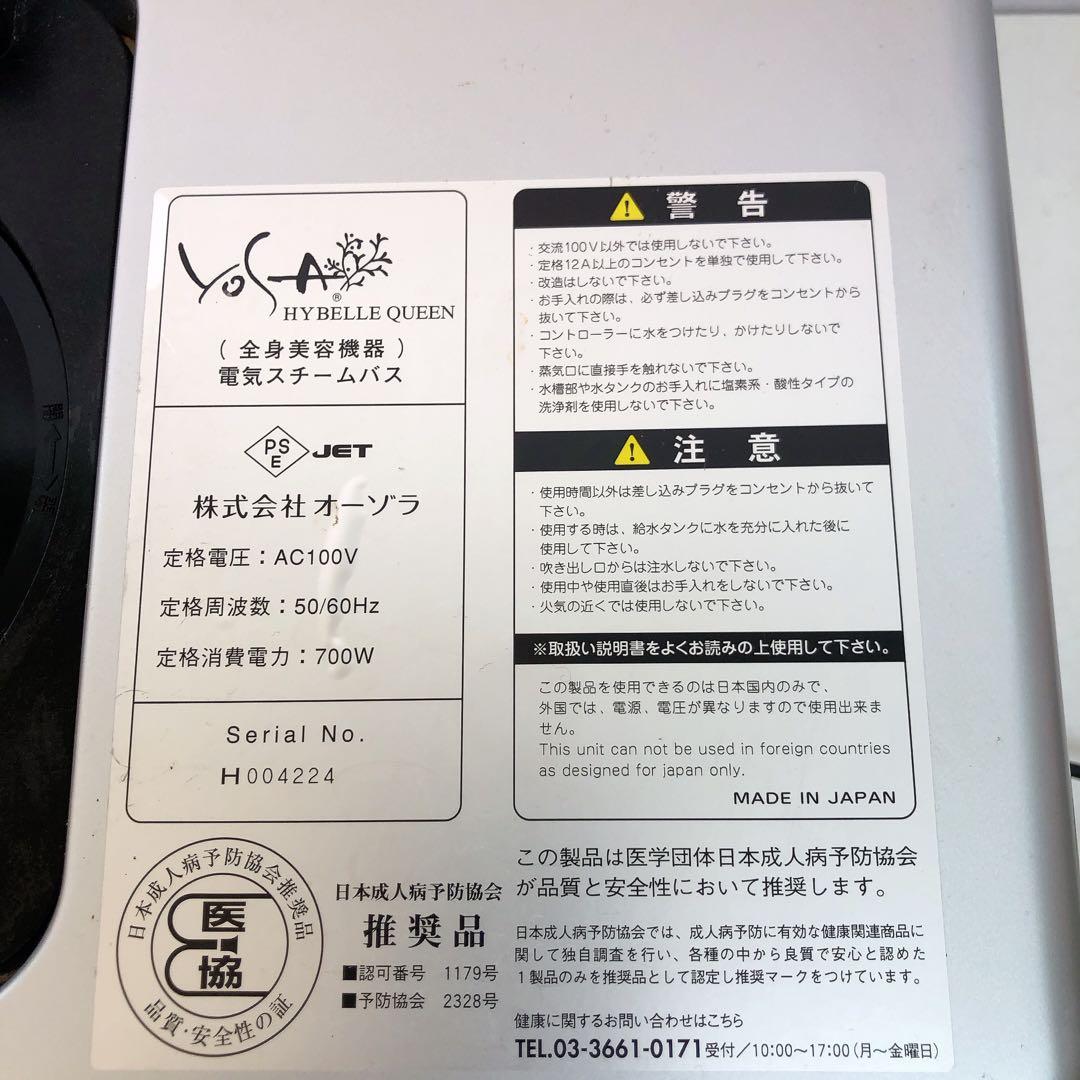 YOSA
®
HYBELLE QUEEN
( 全身美容機器 )
電気スチームバス
PS
E
JET
株式会社オーゾラ
定格電圧：AC100V
定格周波数：50/60Hz
定格消費電力：700W
Serial No.
H004224
警 告
・交流100V以外では使用しないで下さい。
・定格12A以上のコンセントを単独で使用して下さい。
・改造はしないで下さい。
・お手入れの際は、必ず差し込みプラグをコンセントから
抜いて下さい。
・コントローラーに水をつけたり、かけたりしないで
下さい。
・蒸気口に直接手を触れないで下さい。
・水槽部や水タンクのお手入れに塩素系・酸性タイプの
洗浄剤を使用しないで下さい。
注 意
・使用時間以外は差し込みプラグをコンセントから抜いて
下さい。
・使用する時は、給水タンクに水を充分に入れた後に
使用して下さい。
・吹き出し口からは注水しないで下さい。
・使用中や使用直後はお手入れをしないで下さい。
・火気の近くでは使用しないで下さい。
※取扱い説明書をよくお読みの上使用して下さい。
この製品を使用できるのは日本国内のみで、
外国では、電源、電圧が異なりますので使用出来ま
せん。
This unit can not be used in foreign countries
as designed for japan only.
MADE IN JAPAN
日本成人病予防協会推奨品
医
協
品質・安全性の証
日本成人病予防協会
推奨品
■認可番号 1179号
■予防協会 2328号
この製品は医学団体日本成人病予防協会
が品質と安全性において推奨します。
日本成人病予防協会では、成人病予防に有効な健康関連商品に
関して独自調査を行い、各種の中から良質で安心と認めた
１製品のみを推奨品として認定し推奨マークをつけています。
健康に関するお問い合わせはこちら
TEL.03-3661-0171受付／10:00〜17:00（月〜金曜日）